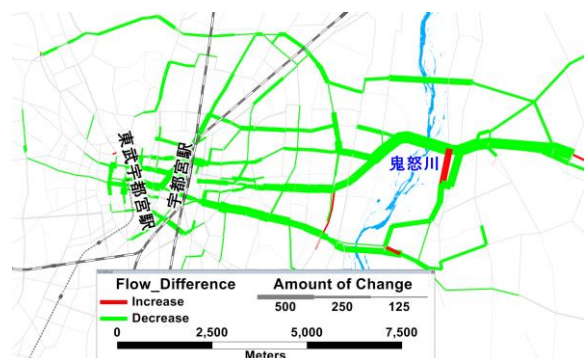 鬼怒川
東武宇都宮駅
宇都宮駅
Flow_Difference
Increase
Decrease
Amount of Change
500 250 125
0 2,500 5,000 7,500
Meters